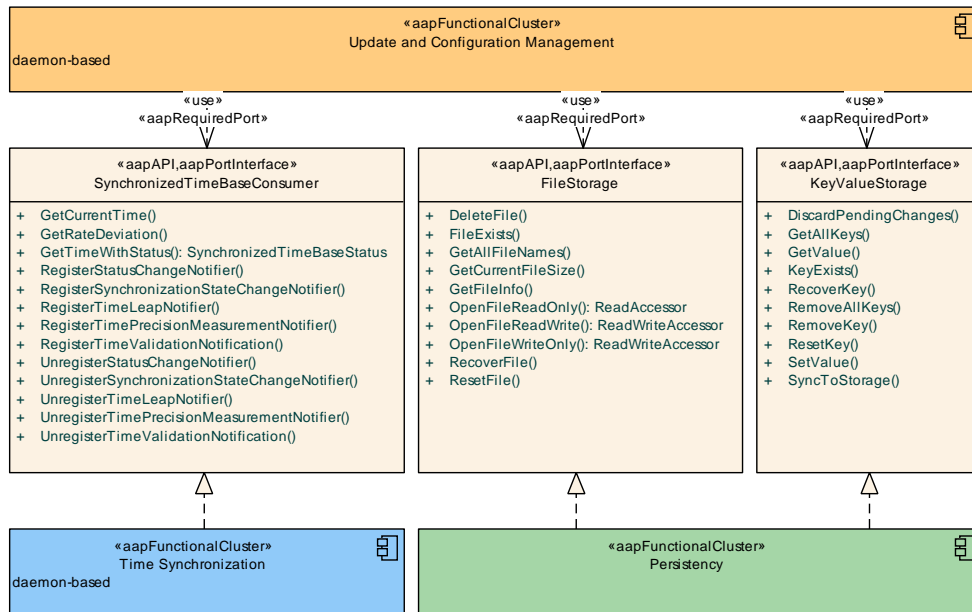 «aapFunctionalCluster»
Update and Configuration Management
daemon-based
«use»
«aapRequiredPort»
«use»
«aapRequiredPort»
«use»
«aapRequiredPort»
«aapAPI,aapPortInterface»
SynchronizedTimeBaseConsumer
+ GetCurrentTime()
+ GetRateDeviation()
+ GetTimeWithStatus(): SynchronizedTimeBaseStatus
+ RegisterStatusChangeNotifier()
+ RegisterSynchronizationStateChangeNotifier()
+ RegisterTimeLeapNotifier()
+ RegisterTimePrecisionMeasurementNotifier()
+ RegisterTimeValidationNotification()
+ UnregisterStatusChangeNotifier()
+ UnregisterSynchronizationStateChangeNotifier()
+ UnregisterTimeLeapNotifier()
+ UnregisterTimePrecisionMeasurementNotifier()
+ UnregisterTimeValidationNotification()
«aapAPI,aapPortInterface»
FileStorage
+ DeleteFile()
+ FileExists()
+ GetAllFileNames()
+ GetCurrentFileSize()
+ GetFileInfo()
+ OpenFileReadOnly(): ReadAccessor
+ OpenFileReadWrite(): ReadWriteAccessor
+ OpenFileWriteOnly(): ReadWriteAccessor
+ RecoverFile()
+ ResetFile()
«aapAPI,aapPortInterface»
KeyValueStorage
+ DiscardPendingChanges()
+ GetAllKeys()
+ GetValue()
+ KeyExists()
+ RecoverKey()
+ RemoveAllKeys()
+ RemoveKey()
+ ResetKey()
+ SetValue()
+ SyncToStorage()
«aapFunctionalCluster»
Time Synchronization
daemon-based
«aapFunctionalCluster»
Persistency